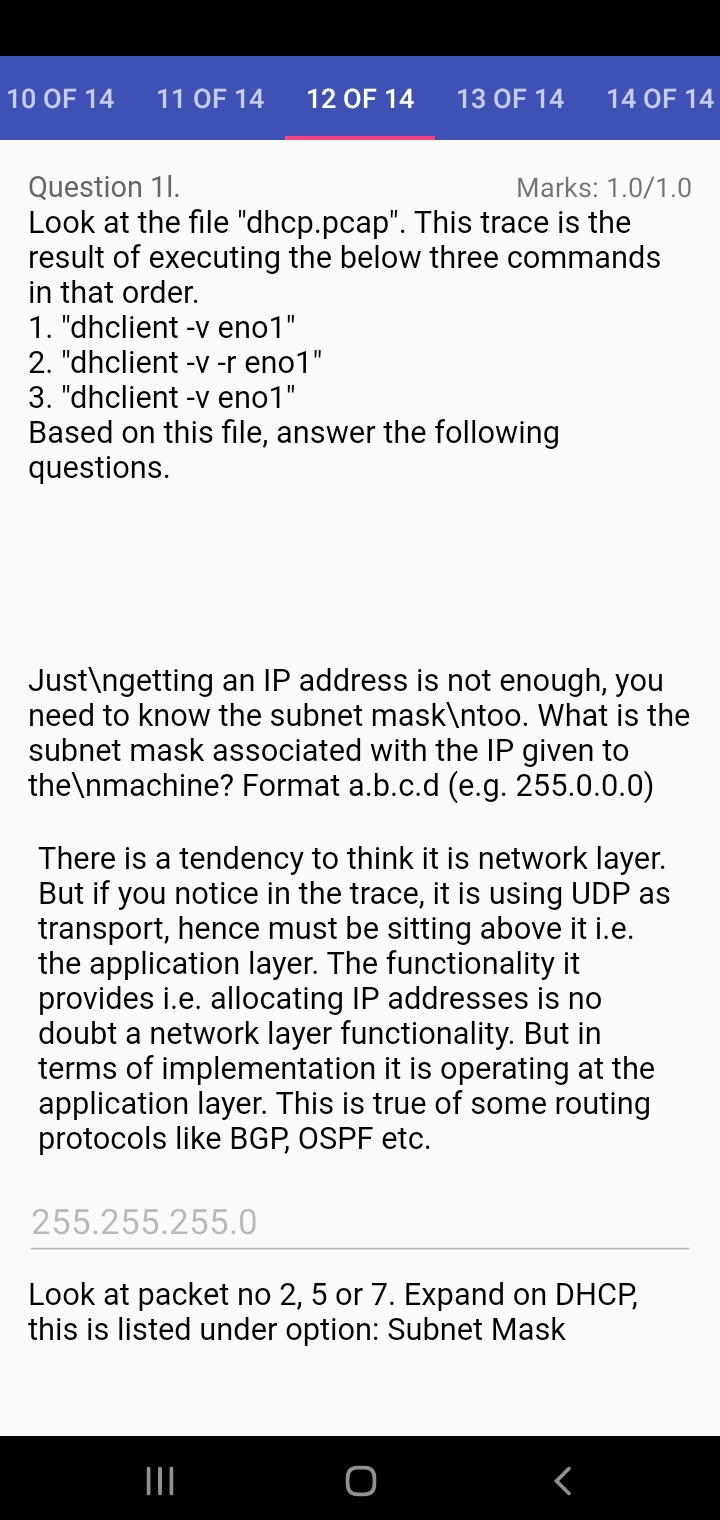 10 OF 14 11 OF 14 12 OF 14 13 OF 14 14 OF 14
Question 1l. Marks: 1.0/1.0
Look at the file "dhcp.pcap". This trace is the
result of executing the below three commands
in that order.
1. "dhclient -v eno1"
2. "dhclient -v -r eno1"
3. "dhclient -v eno1"
Based on this file, answer the following
questions.
Just\ngetting an IP address is not enough, you
need to know the subnet mask\ntoo. What is the
subnet mask associated with the IP given to
the\nmachine? Format a.b.c.d (e.g. 255.0.0.0)
There is a tendency to think it is network layer.
But if you notice in the trace, it is using UDP as
transport, hence must be sitting above it i.e.
the application layer. The functionality it
provides i.e. allocating IP addresses is no
doubt a network layer functionality. But in
terms of implementation it is operating at the
application layer. This is true of some routing
protocols like BGP, OSPF etc.
255.255.255.0
Look at packet no 2, 5 or 7. Expand on DHCP,
this is listed under option: Subnet Mask